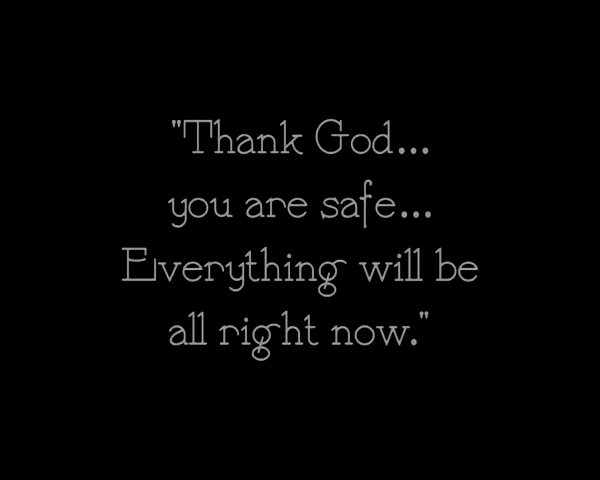 "Thank God...
you are safe...
Everything will be
all right now."